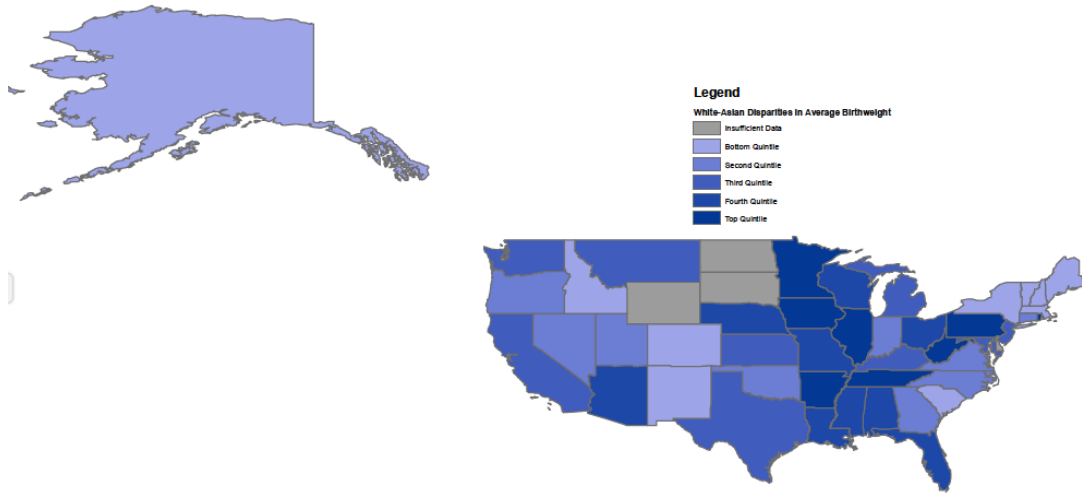 Legend
White-Asian Disparities in Average Birthweight
Insufficient Data
Bottom Quintile
Second Quintile
Third Quintile
Fourth Quintile
Top Quintile